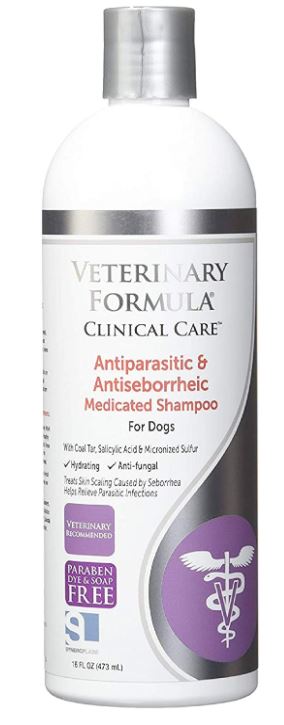 VETERINARY
FORMULA®
CLINICAL CARE™
Antiparasitic &
Antiseborrheic
Medicated Shampoo
For Dogs
With Coal Tar, Salicylic Acid & Micronized Sulfur
✓Hydrating ✓Anti-fungal
Treats Skin Scaling Caused by Seborrhea
Helps Relieve Parasitic Infections
VETERINARY
RECOMMENDED
PARABEN
DYE & SOAP
FREE
SYNERGYLABS
16 FL OZ (473 mL)